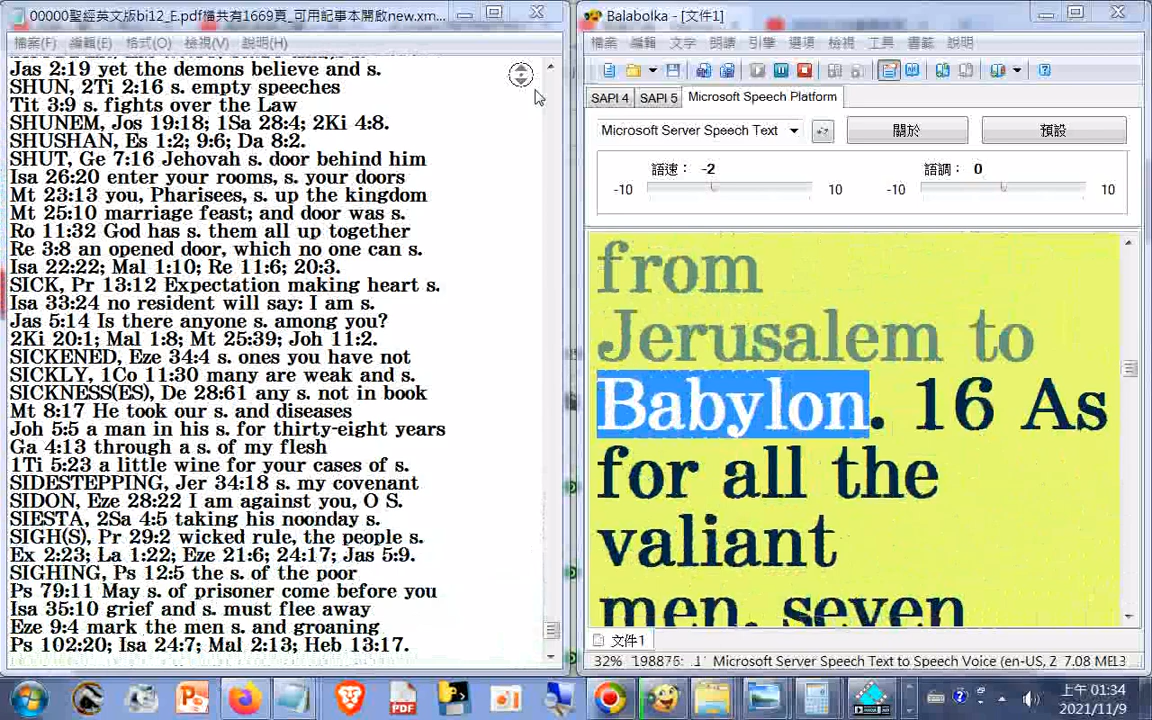 00000聖經英文版bi12_E.pdf檔共有1669頁_可用記事本開啟new.xm...
檔案(F) 編輯(E) 格式(O) 檢視(V) 說明(H)
Jas 2:19 yet the demons believe and s.
SHUN, 2Ti 2:16 s. empty speeches
Tit 3:9 s. fights over the Law
SHUNEM, Jos 19:18; 1Sa 28:4; 2Ki 4:8.
SHUSHAN, Es 1:2; 9:6; Da 8:2.
SHUT, Ge 7:16 Jehovah s. door behind him
Isa 26:20 enter your rooms, s. your doors
Mt 23:13 you, Pharisees, s. up the kingdom
Mt 25:10 marriage feast; and door was s.
Ro 11:32 God has s. them all up together
Re 3:8 an opened door, which no one can s.
Isa 22:22; Mal 1:10; Re 11:6; 20:3.
SICK, Pr 13:12 Expectation making heart s.
Isa 33:24 no resident will say: I am s.
Jas 5:14 Is there anyone s. among you?
2Ki 20:1; Mal 1:8; Mt 25:39; Joh 11:2.
SICKENED, Eze 34:4 s. ones you have not
SICKLY, 1Co 11:30 many are weak and s.
SICKNESS(ES), De 28:61 any s. not in book
Mt 8:17 He took our s. and diseases
Joh 5:5 a man in his s. for thirty-eight years
Ga 4:13 through a s. of my flesh
1Ti 5:23 a little wine for your cases of s.
SIDESTEPPING, Jer 34:18 s. my covenant
SIDON, Eze 28:22 I am against you, O S.
SIESTA, 2Sa 4:5 taking his noonday s.
SIGH(S), Pr 29:2 wicked rule, the people s.
Ex 2:23; La 1:22; Eze 21:6; 24:17; Jas 5:9.
SIGHING, Ps 12:5 the s. of the poor
Ps 79:11 May s. of prisoner come before you
Isa 35:10 grief and s. must flee away
Eze 9:4 mark the men s. and groaning
Ps 102:20; Isa 24:7; Mal 2:13; Heb 13:17.
Balabolka - [文件1]
檔案 編輯 文字 朗讀 引擎 選項 檢視 工具 書籤 說明
SAPI 4 SAPI 5 Microsoft Speech Platform
Microsoft Server Speech Text 關於 預設
語速： -2 語調： 0
-10 10 -10 10
from
Jerusalem to
Babylon. 16 As
for all the
valiant
men, seven
文件1
32% Microsoft Server Speech Text to Speech Voice (en-US, 7.08 ME
PDF
上午 01:34
2021/11/9